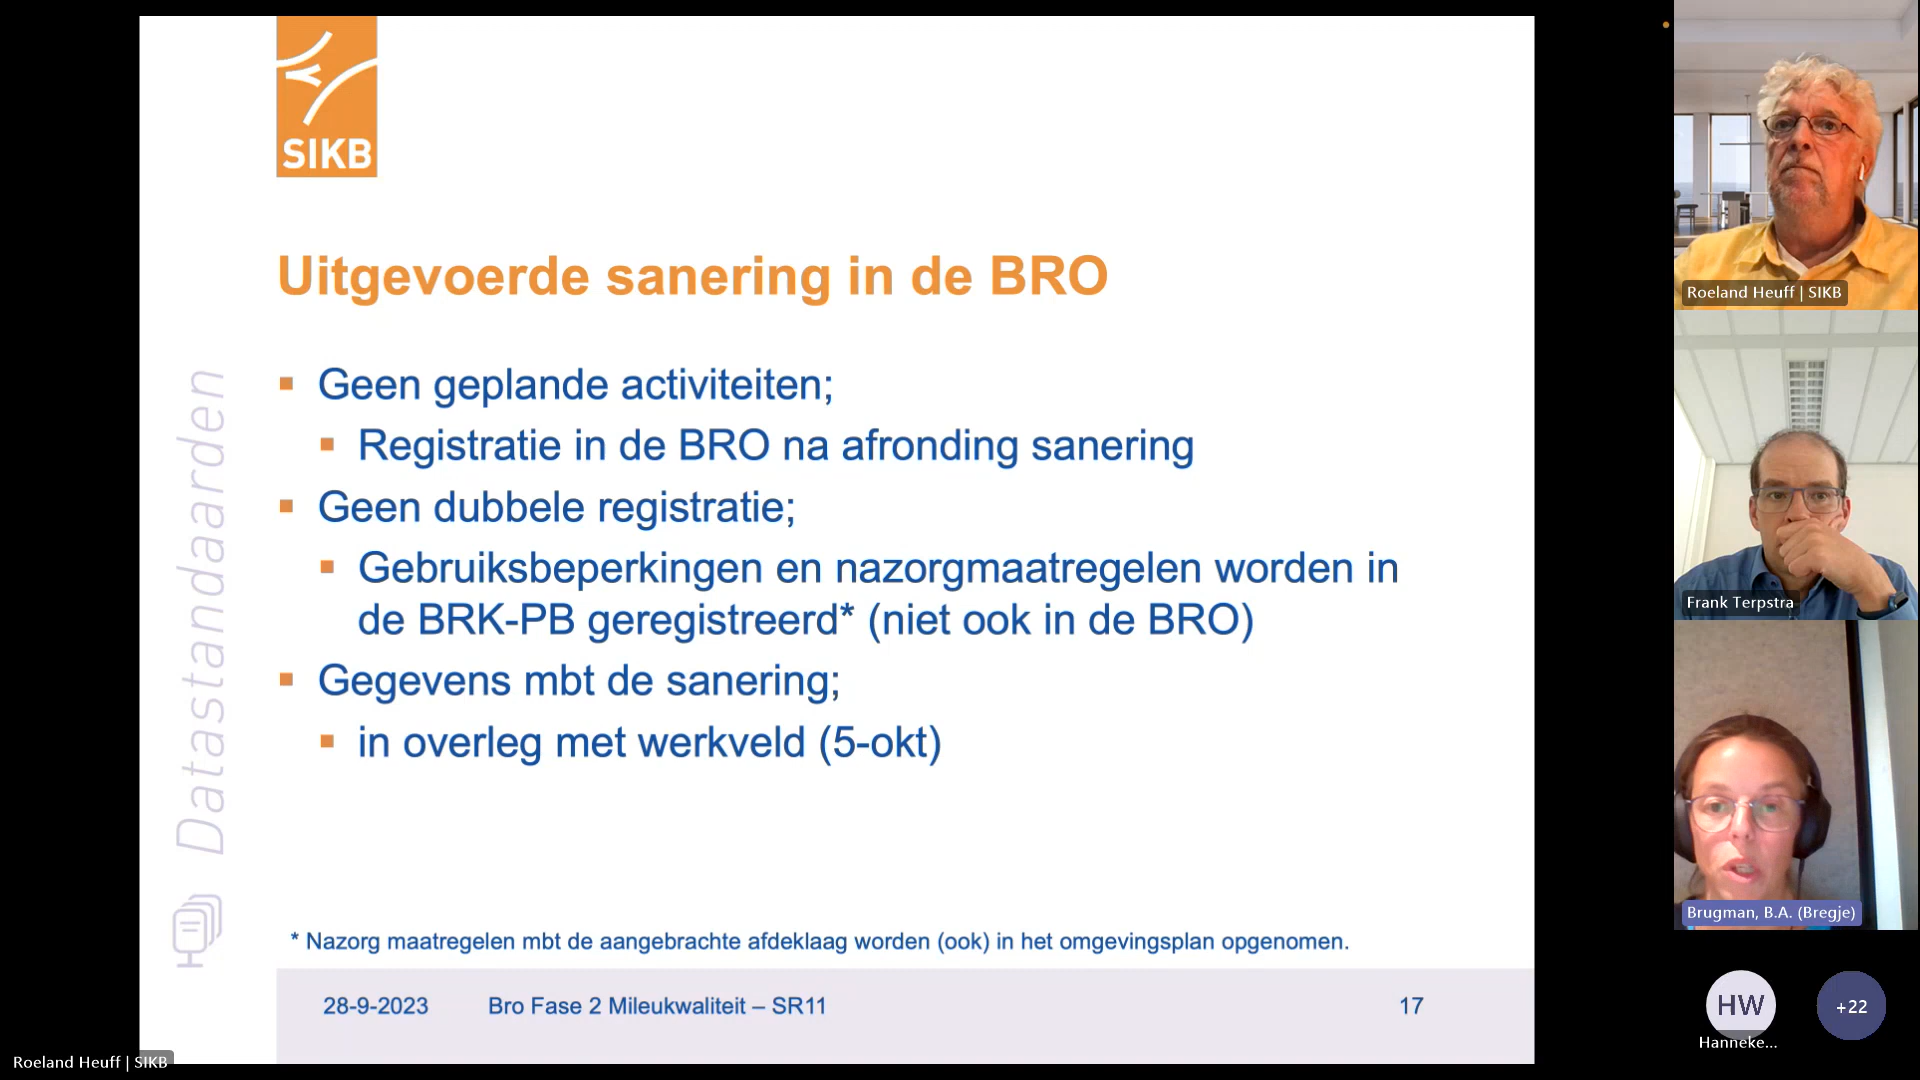 SIKB
Uitgevoerde sanering in de BRO
Geen geplande activiteiten;
Registratie in de BRO na afronding sanering
Geen dubbele registratie;
Gebruiksbeperkingen en nazorgmaatregelen worden in
de BRK-PB geregistreerd* (niet ook in de BRO)
Gegevens mbt de sanering;
in overleg met werkveld (5-okt)
Datastandaarden
* Nazorg maatregelen mbt de aangebrachte afdeklaag worden (ook) in het omgevingsplan opgenomen.
28-9-2023 Bro Fase 2 Mileukwaliteit – SR11 17
Roeland Heuff | SIKB
Roeland Heuff | SIKB
Frank Terpstra
Brugman, B.A. (Bregje)
HW
Hanneke...
+22